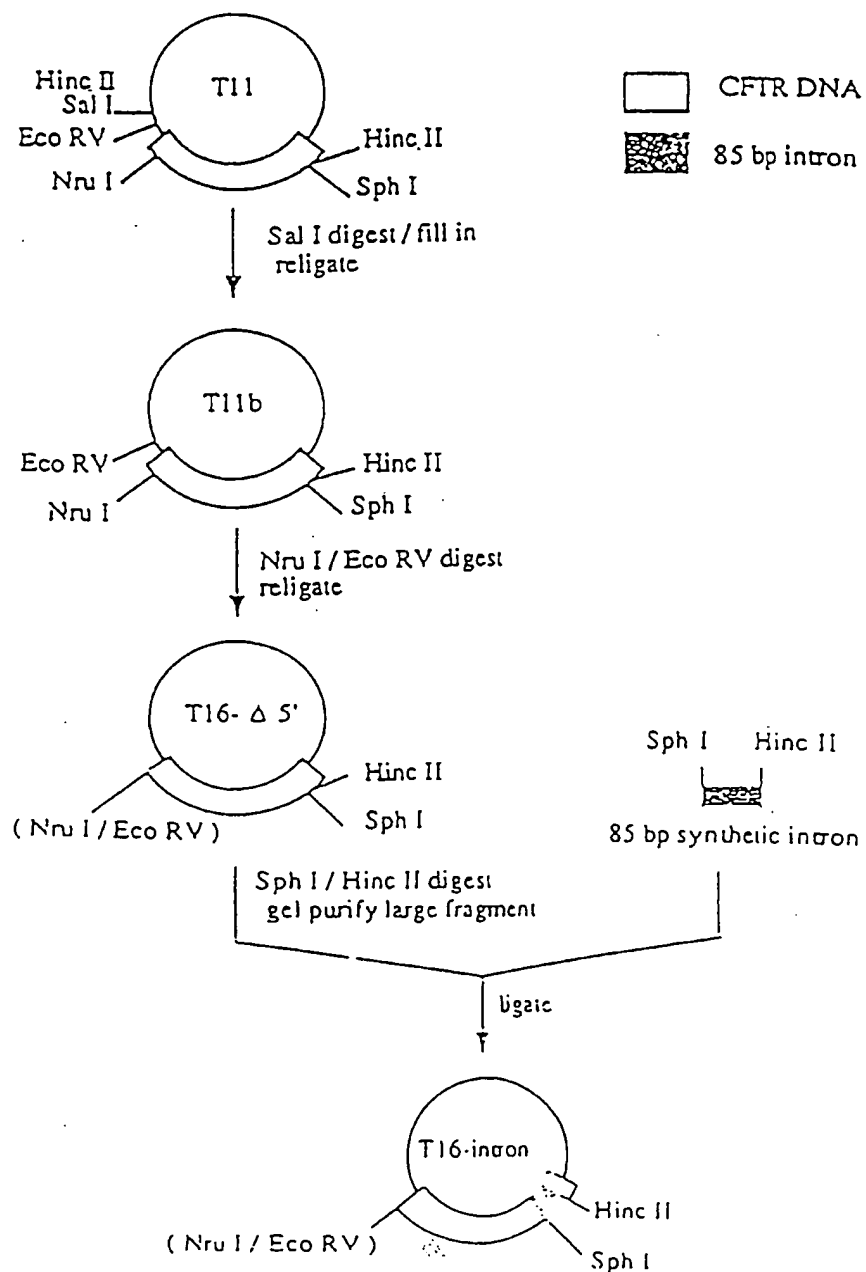 T11
Hinc II
Sal I
Eco RV
Nru I
Hinc II
Sph I
CFTR DNA
85 bp intron
Sal I digest / fill in
religate
T11b
Eco RV
Nru I
Hinc II
Sph I
Nru I / Eco RV digest
religate
T16- Δ 5'
Hinc II
Sph I
( Nru I / Eco RV)
Sph I Hinc II
85 bp synthetic intron
Sph I / Hinc II digest
gel purify large fragment
ligate
T16-intron
Hinc II
Sph I
( Nru I / Eco RV)